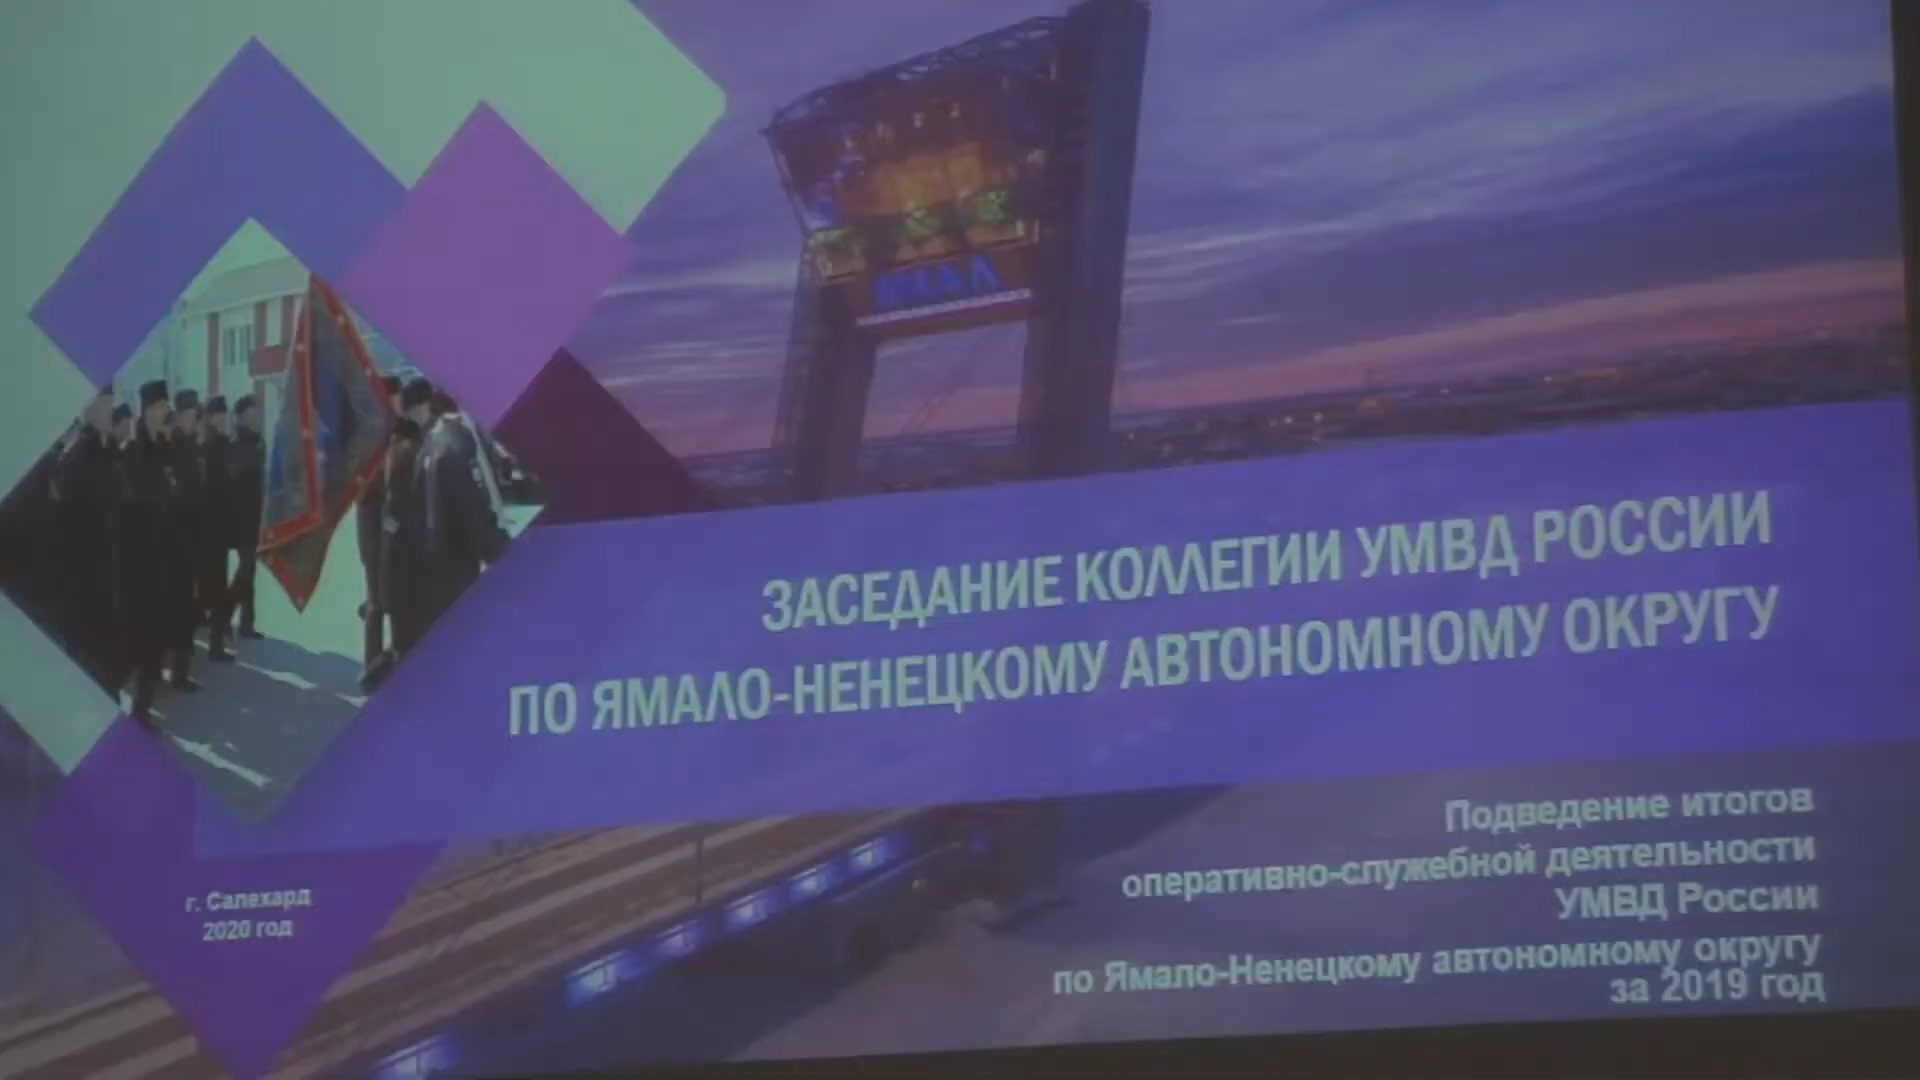 ЗАСЕДАНИЕ КОЛЛЕГИИ УМВД РОССИИ
ПО ЯМАЛО-НЕНЕЦКОМУ АВТОНОМНОМУ ОКРУГУ
Подведение итогов
оперативно-служебной деятельности
УМВД России
по Ямало-Ненецкому автономному округу
за 2019 год
г. Салехард
2020 год